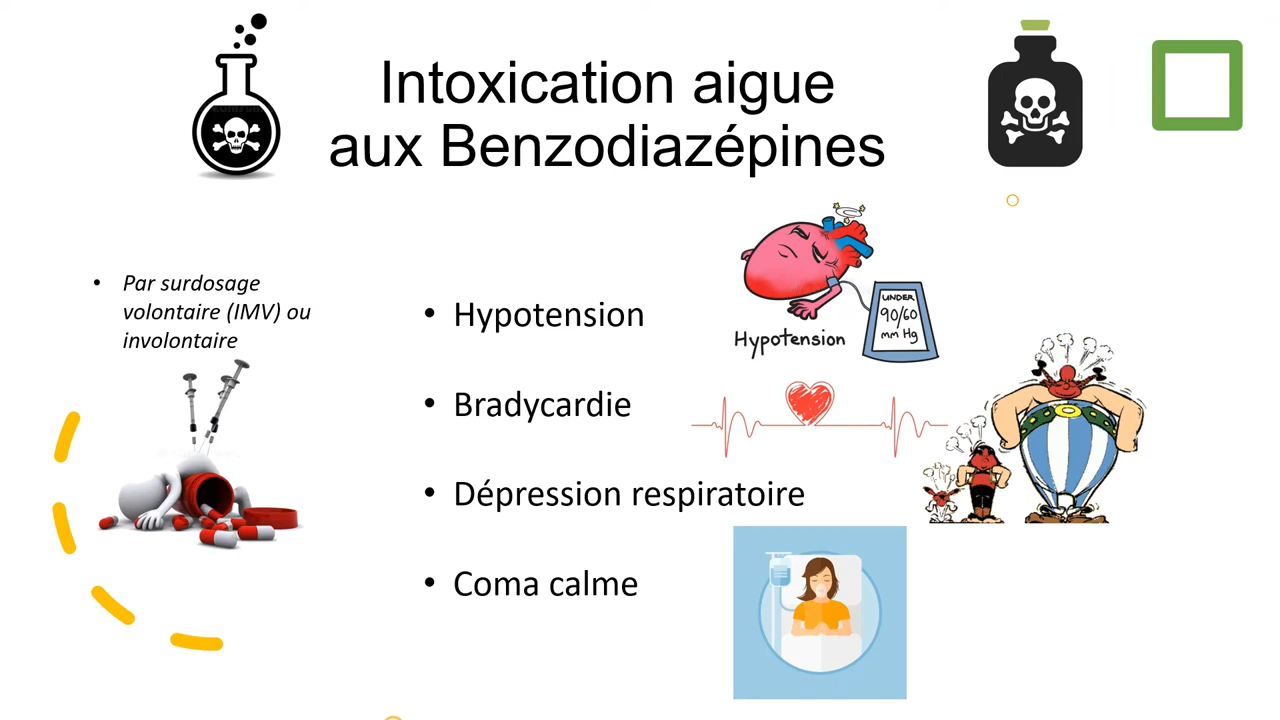 Intoxication aigue
aux Benzodiazépines
• Par surdosage
volontaire (IMV) ou
involontaire
• Hypotension
• Bradycardie
• Dépression respiratoire
• Coma calme
Hypotension
UNDER
90/60
mm Hg